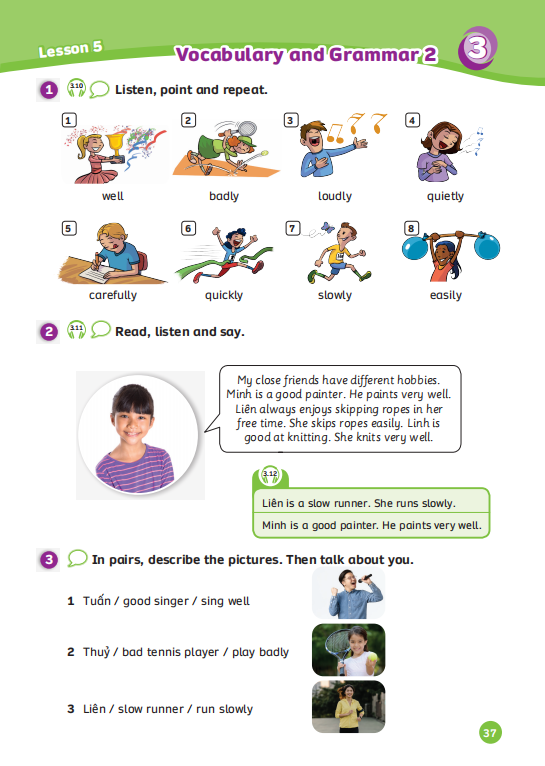 Lesson 5
Vocabulary and Grammar 2
3
1 3.10 Listen, point and repeat.
1 2 3 4
well badly loudly quietly
5 6 7 8
carefully quickly slowly easily
2 3.11 Read, listen and say.
My close friends have different hobbies.
Minh is a good painter. He paints very well.
Liên always enjoys skipping ropes in her
free time. She skips ropes easily. Linh is
good at knitting. She knits very well.
3.12
Liên is a slow runner. She runs slowly.
Minh is a good painter. He paints very well.
3 In pairs, describe the pictures. Then talk about you.
1 Tuấn / good singer / sing well
2 Thuỷ / bad tennis player / play badly
3 Liên / slow runner / run slowly
37